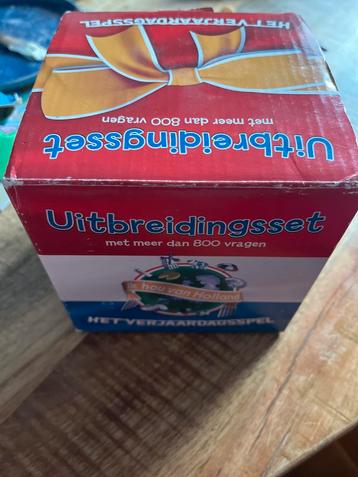 HET VERJAARDAGSSPEL
Uitbreidingsset
met meer dan 800 vragen
Uitbreidingsset
met meer dan 800 vragen
Ik hou van Holland
HET VERJAARDAGSSPEL